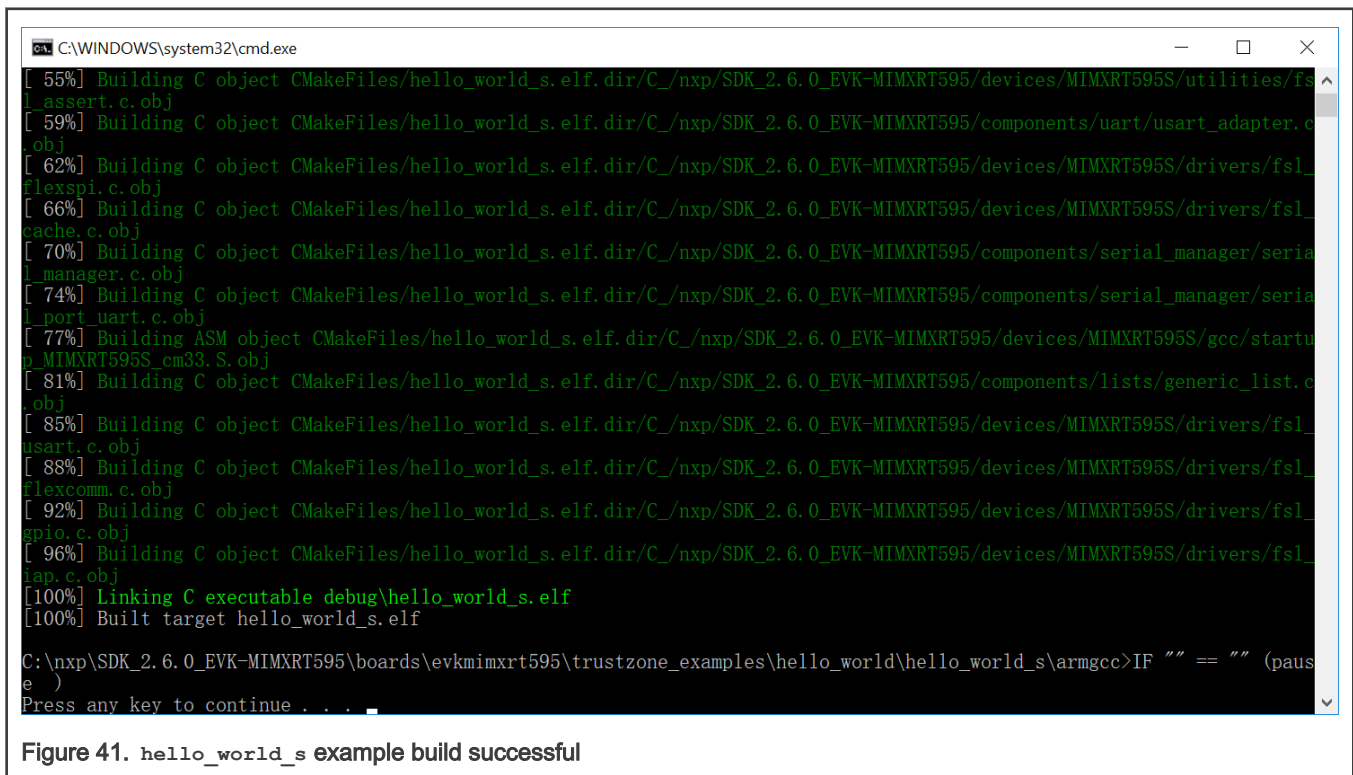 C:\WINDOWS\system32\cmd.exe
[ 55%] Building C object CMakeFiles/hello_world_s.elf.dir/C_/nxp/SDK_2.6.0_EVK-MIMXRT595/devices/MIMXRT595S/utilities/fs
l_assert.c.obj
[ 59%] Building C object CMakeFiles/hello_world_s.elf.dir/C_/nxp/SDK_2.6.0_EVK-MIMXRT595/components/uart/usart_adapter.c
.obj
[ 62%] Building C object CMakeFiles/hello_world_s.elf.dir/C_/nxp/SDK_2.6.0_EVK-MIMXRT595/devices/MIMXRT595S/drivers/fsl_
flexspi.c.obj
[ 66%] Building C object CMakeFiles/hello_world_s.elf.dir/C_/nxp/SDK_2.6.0_EVK-MIMXRT595/devices/MIMXRT595S/drivers/fsl_
cache.c.obj
[ 70%] Building C object CMakeFiles/hello_world_s.elf.dir/C_/nxp/SDK_2.6.0_EVK-MIMXRT595/components/serial_manager/seria
l_manager.c.obj
[ 74%] Building C object CMakeFiles/hello_world_s.elf.dir/C_/nxp/SDK_2.6.0_EVK-MIMXRT595/components/serial_manager/seria
l_port_uart.c.obj
[ 77%] Building ASM object CMakeFiles/hello_world_s.elf.dir/C_/nxp/SDK_2.6.0_EVK-MIMXRT595/devices/MIMXRT595S/gcc/startu
p_MIMXRT595S_cm33.S.obj
[ 81%] Building C object CMakeFiles/hello_world_s.elf.dir/C_/nxp/SDK_2.6.0_EVK-MIMXRT595/components/lists/generic_list.c
.obj
[ 85%] Building C object CMakeFiles/hello_world_s.elf.dir/C_/nxp/SDK_2.6.0_EVK-MIMXRT595/devices/MIMXRT595S/drivers/fsl_
usart.c.obj
[ 88%] Building C object CMakeFiles/hello_world_s.elf.dir/C_/nxp/SDK_2.6.0_EVK-MIMXRT595/devices/MIMXRT595S/drivers/fsl_
flexcomm.c.obj
[ 92%] Building C object CMakeFiles/hello_world_s.elf.dir/C_/nxp/SDK_2.6.0_EVK-MIMXRT595/devices/MIMXRT595S/drivers/fsl_
gpio.c.obj
[ 96%] Building C object CMakeFiles/hello_world_s.elf.dir/C_/nxp/SDK_2.6.0_EVK-MIMXRT595/devices/MIMXRT595S/drivers/fsl_
iap.c.obj
[100%] Linking C executable debug\hello_world_s.elf
[100%] Built target hello_world_s.elf
C:\nxp\SDK_2.6.0_EVK-MIMXRT595\boards\evkmimxrt595\trustzone_examples\hello_world\hello_world_s\armgcc>IF "" == "" (paus
e )
Press any key to continue . . .
Figure 41. hello_world_s example build successful